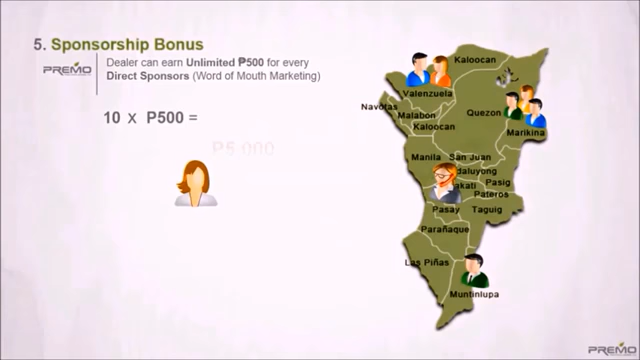 5. Sponsorship Bonus
PREMO
Dealer can earn Unlimited ₱500 for every
Direct Sponsors (Word of Mouth Marketing)
10 x P500 =
P5,000
Kaloocan
Valenzuela
Navotas
Malabon
Quezon
Kaloocan
Marikina
Manila
San Juan
daluyong
akati
Pasig
Pateros
Pasay
Taguig
Parañaque
Las Piñas
Muntinlupa
PREMO